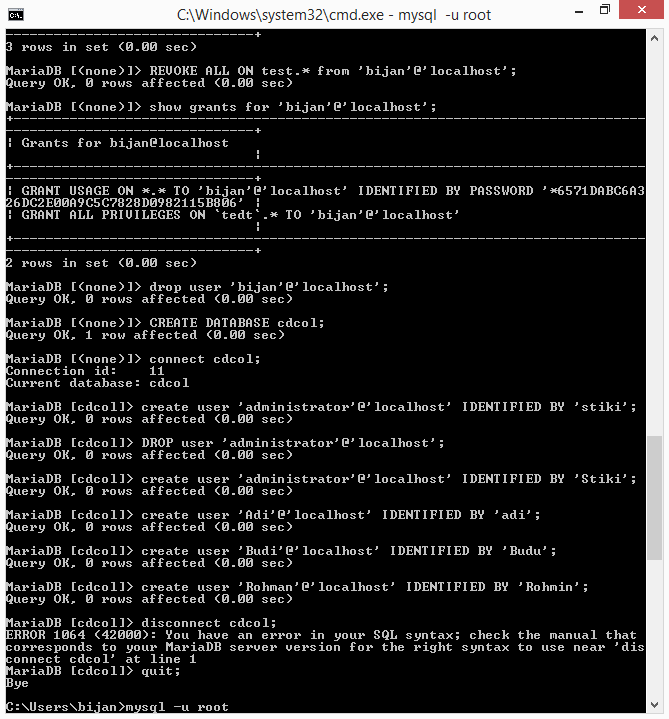 C:\Windows\system32\cmd.exe - mysql  -u root
-------------------------------+
3 rows in set (0.00 sec)
MariaDB [(none)]> REVOKE ALL ON test.* from 'bijan'@'localhost';
Query OK, 0 rows affected (0.00 sec)
MariaDB [(none)]> show grants for 'bijan'@'localhost';
+-------------------------------------------------------------------------------
-------------------------------+
| Grants for bijan@localhost
                               |
+-------------------------------------------------------------------------------
-------------------------------+
| GRANT USAGE ON *.* TO 'bijan'@'localhost' IDENTIFIED BY PASSWORD '*6571DABC6A3
26DC2E00A9C5C7828D0982115B806' |
| GRANT ALL PRIVILEGES ON `tedt`.* TO 'bijan'@'localhost'
                               |
+-------------------------------------------------------------------------------
-------------------------------+
2 rows in set (0.00 sec)
MariaDB [(none)]> drop user 'bijan'@'localhost';
Query OK, 0 rows affected (0.00 sec)
MariaDB [(none)]> CREATE DATABASE cdcol;
Query OK, 1 row affected (0.00 sec)
MariaDB [(none)]> connect cdcol;
Connection id:    11
Current database: cdcol
MariaDB [cdcol]> create user 'administrator'@'localhost' IDENTIFIED BY 'stiki';
Query OK, 0 rows affected (0.00 sec)
MariaDB [cdcol]> DROP user 'administrator'@'localhost';
Query OK, 0 rows affected (0.00 sec)
MariaDB [cdcol]> create user 'administrator'@'localhost' IDENTIFIED BY 'Stiki';
Query OK, 0 rows affected (0.00 sec)
MariaDB [cdcol]> create user 'Adi'@'localhost' IDENTIFIED BY 'adi';
Query OK, 0 rows affected (0.00 sec)
MariaDB [cdcol]> create user 'Budi'@'localhost' IDENTIFIED BY 'Budu';
Query OK, 0 rows affected (0.00 sec)
MariaDB [cdcol]> create user 'Rohman'@'localhost' IDENTIFIED BY 'Rohmin';
Query OK, 0 rows affected (0.00 sec)
MariaDB [cdcol]> disconnect cdcol;
ERROR 1064 (42000): You have an error in your SQL syntax; check the manual that
corresponds to your MariaDB server version for the right syntax to use near 'dis
connect cdcol' at line 1
MariaDB [cdcol]> quit;
Bye
C:\Users\bijan>mysql -u root